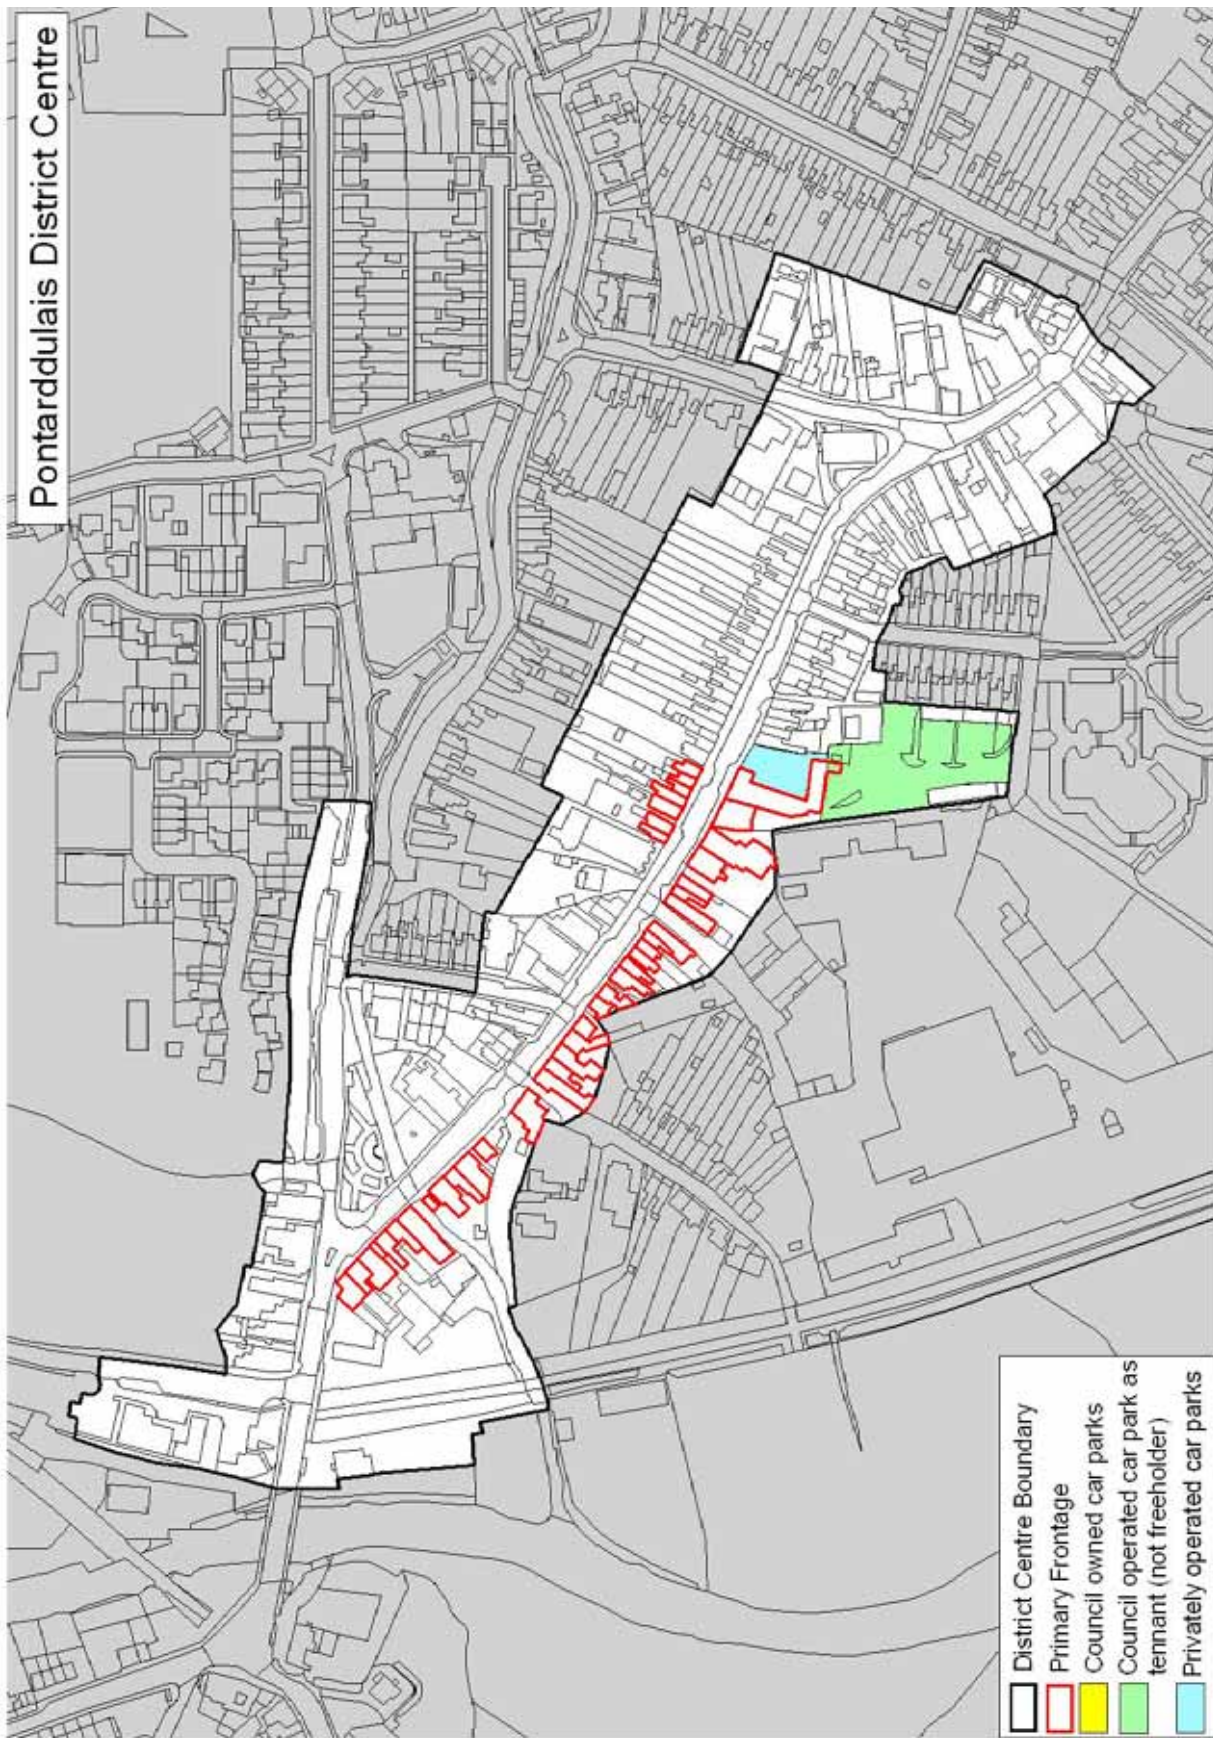 Pontarddulais District Centre
District Centre Boundary
Primary Frontage
Council owned car parks
Council operated car park as
tennant (not freeholder)
Privately operated car parks